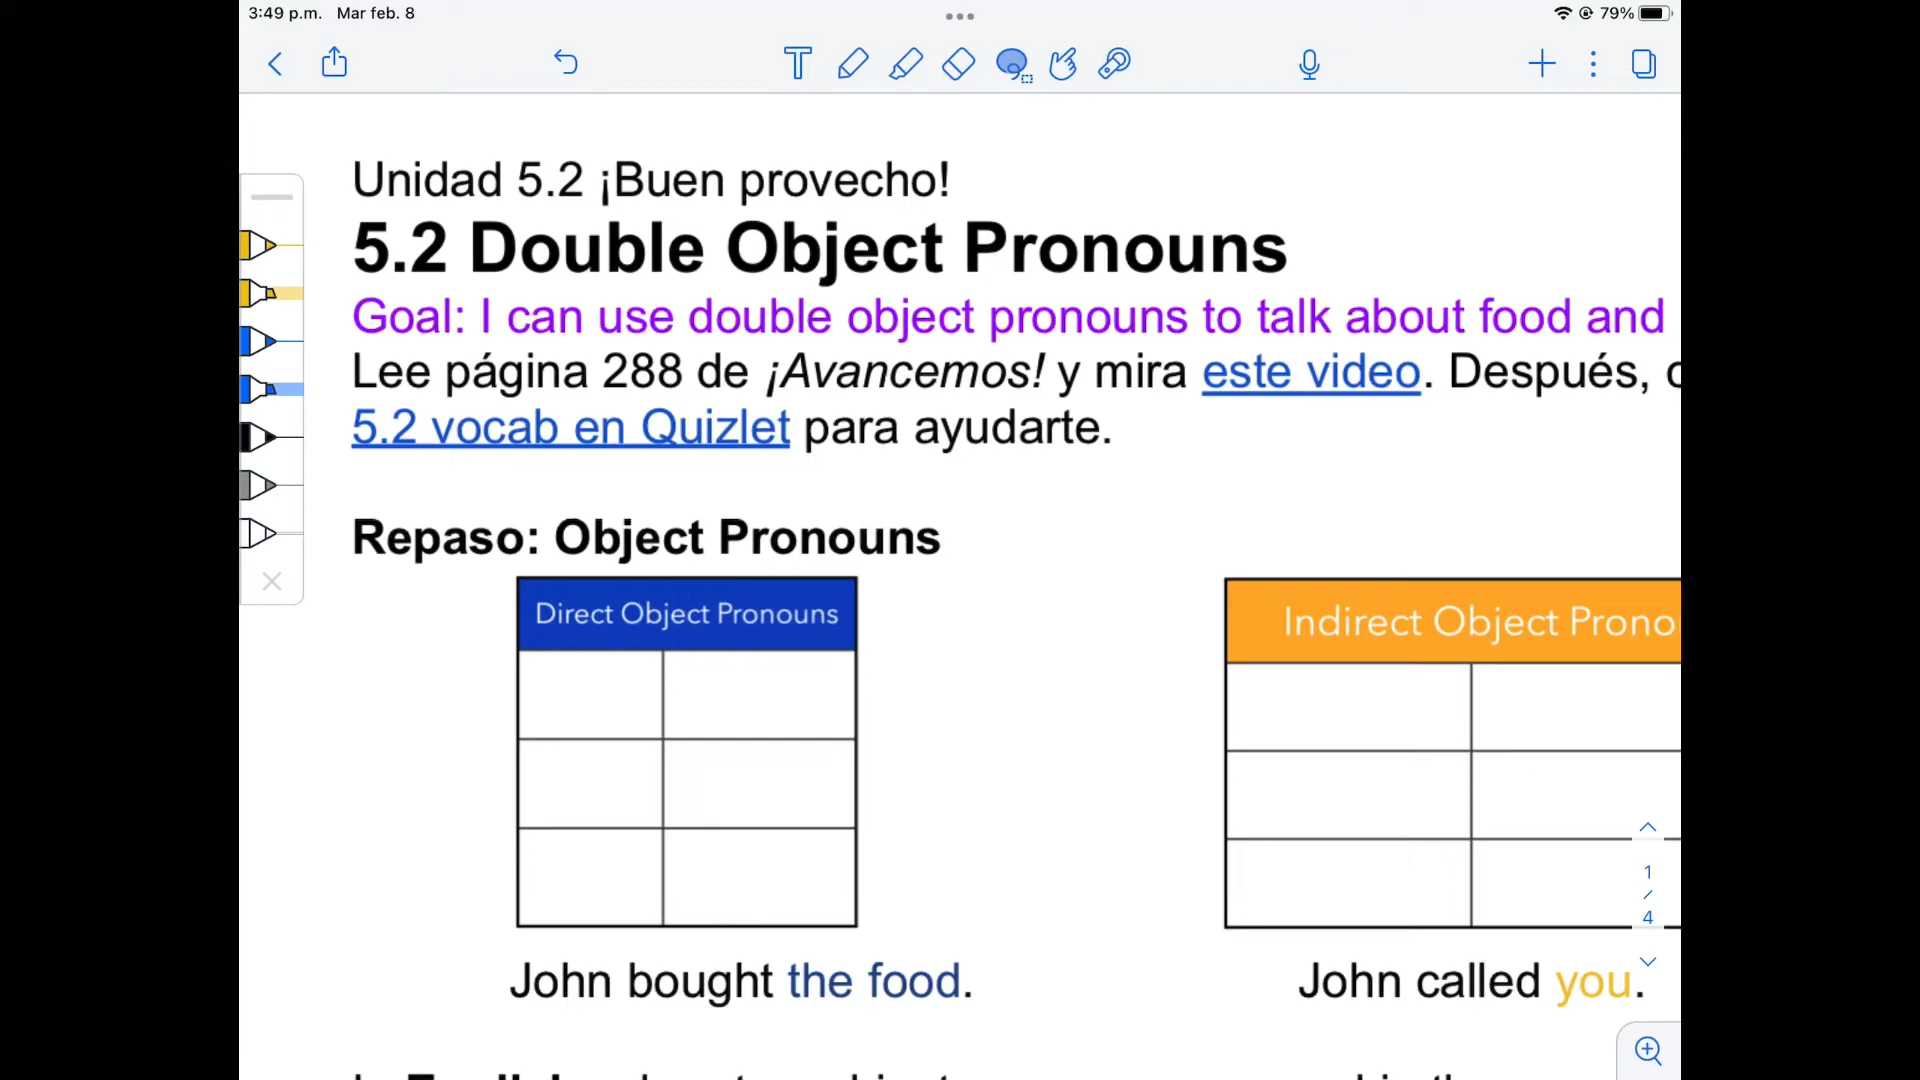 3:49 p.m. Mar feb. 8
79%
Unidad 5.2 ¡Buen provecho!
5.2 Double Object Pronouns
Goal: I can use double object pronouns to talk about food and
Lee página 288 de ¡Avancemos! y mira este video. Después,
5.2 vocab en Quizlet para ayudarte.
Repaso: Object Pronouns
Direct Object Pronouns
Indirect Object Prono
1
/
4
John bought the food.
John called you.